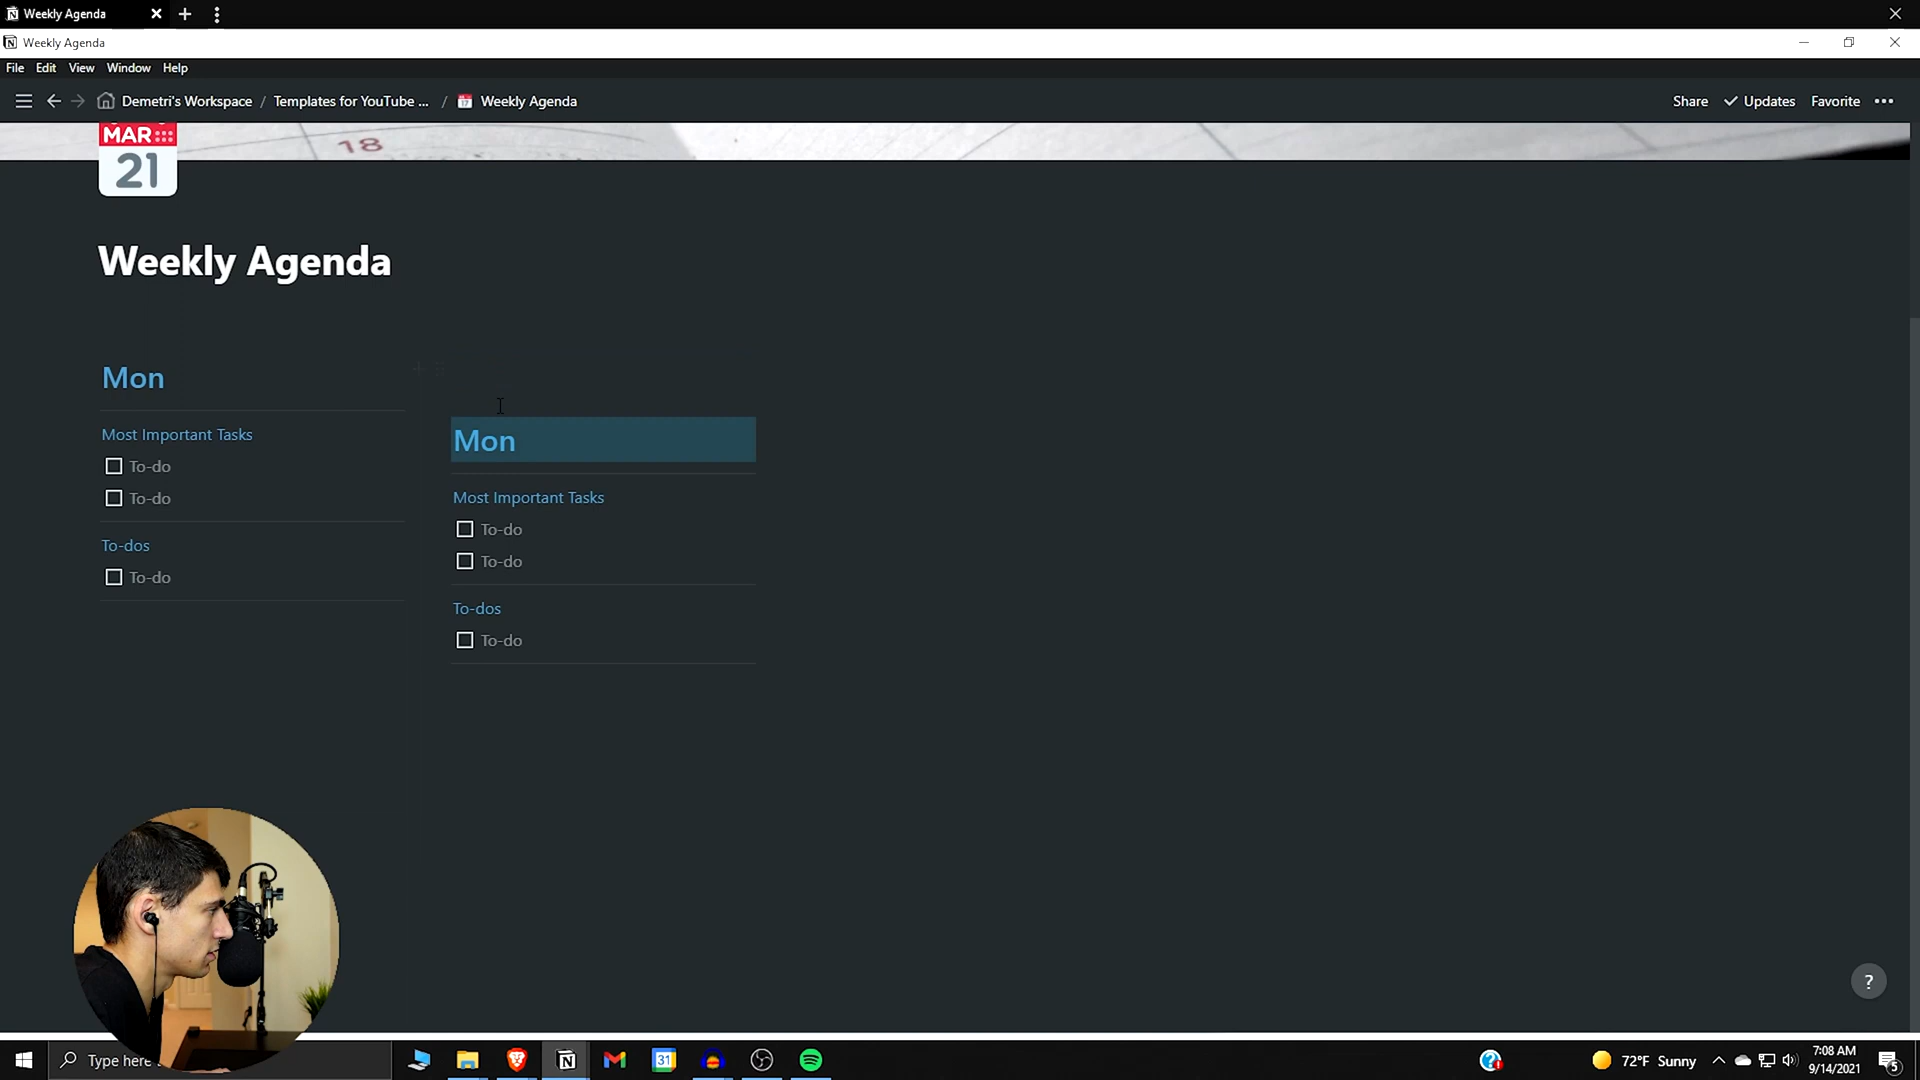 Weekly Agenda
Weekly Agenda
File Edit View Window Help
Demetri's Workspace / Templates for YouTube ... / Weekly Agenda
Share Updates Favorite
MAR
21
18
Weekly Agenda
Mon
Most Important Tasks
To-do
To-do
To-dos
To-do
Mon
Most Important Tasks
To-do
To-do
To-dos
To-do
?
Type here
31
72°F Sunny
7:08 AM
9/14/2021
5